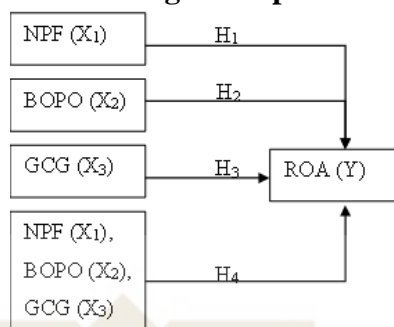 NPF (X₁)
H₁
BOPO (X₂)
H₂
GCG (X₃)
H₃
ROA (Y)
NPF (X₁),
BOPO (X₂),
GCG (X₃)
H₄